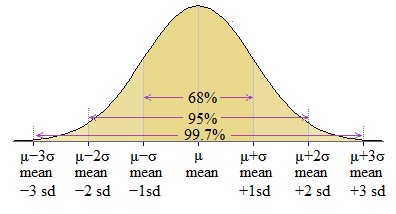 68%
95%
99.7%
μ−3σ μ−2σ μ−σ μ μ+σ μ+2σ μ+3σ
mean mean mean mean mean mean mean
−3 sd −2 sd −1sd +1sd +2 sd +3 sd